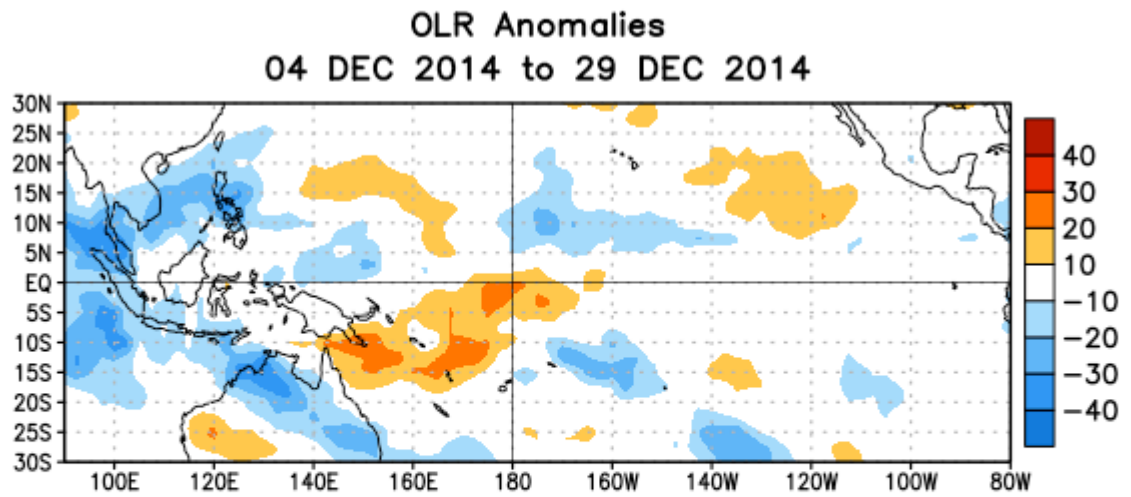 OLR Anomalies
04 DEC 2014 to 29 DEC 2014
30N
25N
20N
15N
10N
5N
EQ
5S
10S
15S
20S
25S
30S
100E 120E 140E 160E 180 160W 140W 120W 100W 80W
40
30
20
10
-10
-20
-30
-40